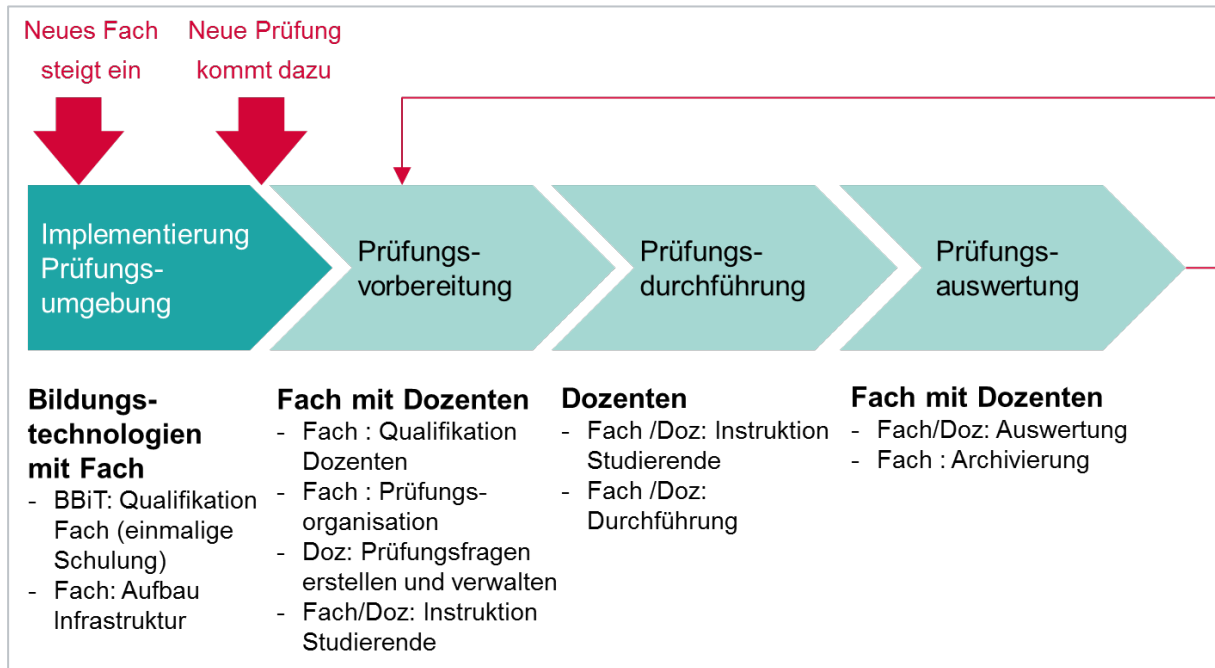 Neues Fach
steigt ein
Neue Prüfung
kommt dazu
Implementierung
Prüfungs-
umgebung
Prüfungs-
vorbereitung
Prüfungs-
durchführung
Prüfungs-
auswertung
Bildungs-
technologien
mit Fach
- BBiT: Qualifikation
Fach (einmalige
Schulung)
- Fach: Aufbau
Infrastruktur
Fach mit Dozenten
- Fach : Qualifikation
Dozenten
- Fach : Prüfungs-
organisation
- Doz: Prüfungsfragen
erstellen und verwalten
- Fach/Doz: Instruktion
Studierende
Dozenten
- Fach /Doz: Instruktion
Studierende
- Fach /Doz:
Durchführung
Fach mit Dozenten
- Fach/Doz: Auswertung
- Fach : Archivierung